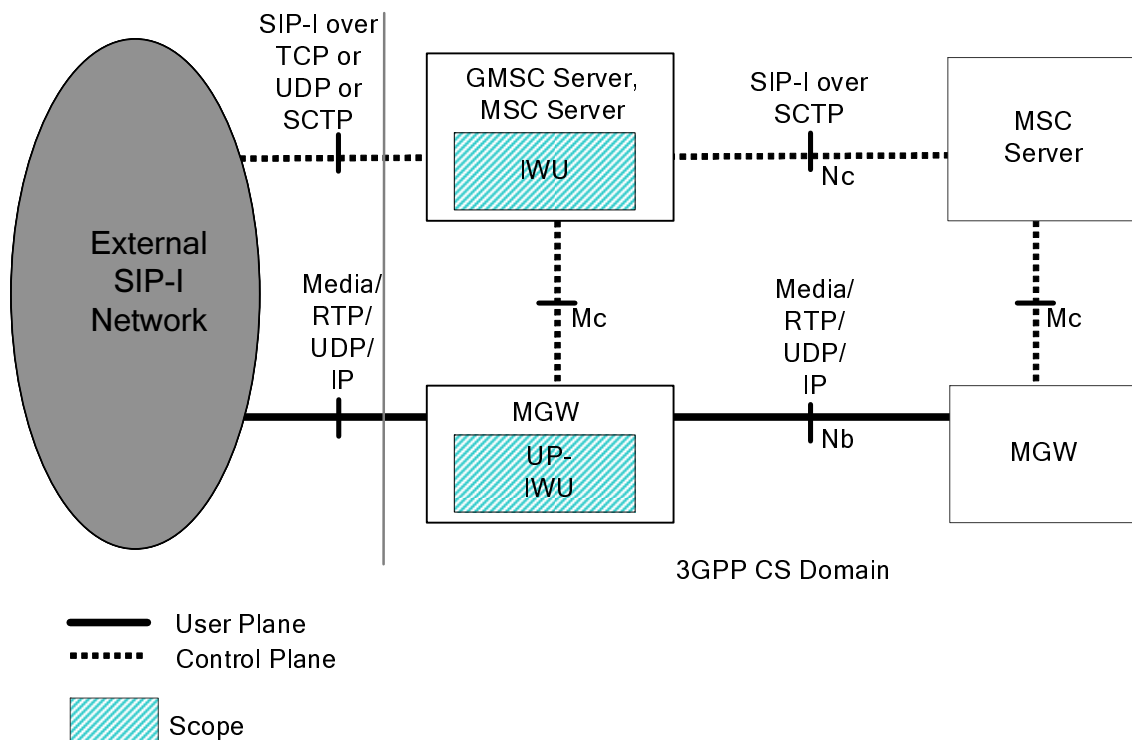 SIP-I over
TCP or
UDP or
SCTP
GMSC Server,
MSC Server
IWU
SIP-I over
SCTP
Nc
MSC
Server
External
SIP-I
Network
Media/
RTP/
UDP/
IP
Mc
Media/
RTP/
UDP/
IP
Mc
MGW
UP-
IWU
Nb
MGW
3GPP CS Domain
User Plane
Control Plane
Scope